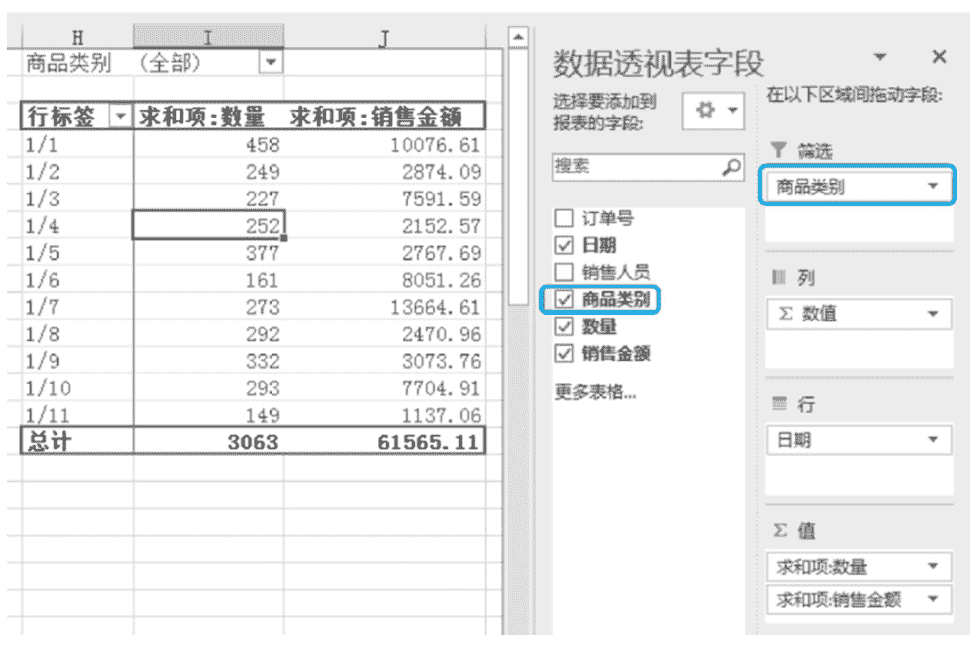 H I J
商品类别 (全部)
行标签 求和项:数量 求和项:销售金额
1/1 458 10076.61
1/2 249 2874.09
1/3 227 7591.59
1/4 252 2152.57
1/5 377 2767.69
1/6 161 8051.26
1/7 273 13664.61
1/8 292 2470.96
1/9 332 3073.76
1/10 293 7704.91
1/11 149 1137.06
总计 3063 61565.11
数据透视表字段
选择要添加到
报表的字段:
搜索
订单号
日期
销售人员
商品类别
数量
销售金额
更多表格...
在以下区域间拖动字段:
筛选
商品类别
列
Σ 数值
行
日期
Σ 值
求和项:数量
求和项:销售金额